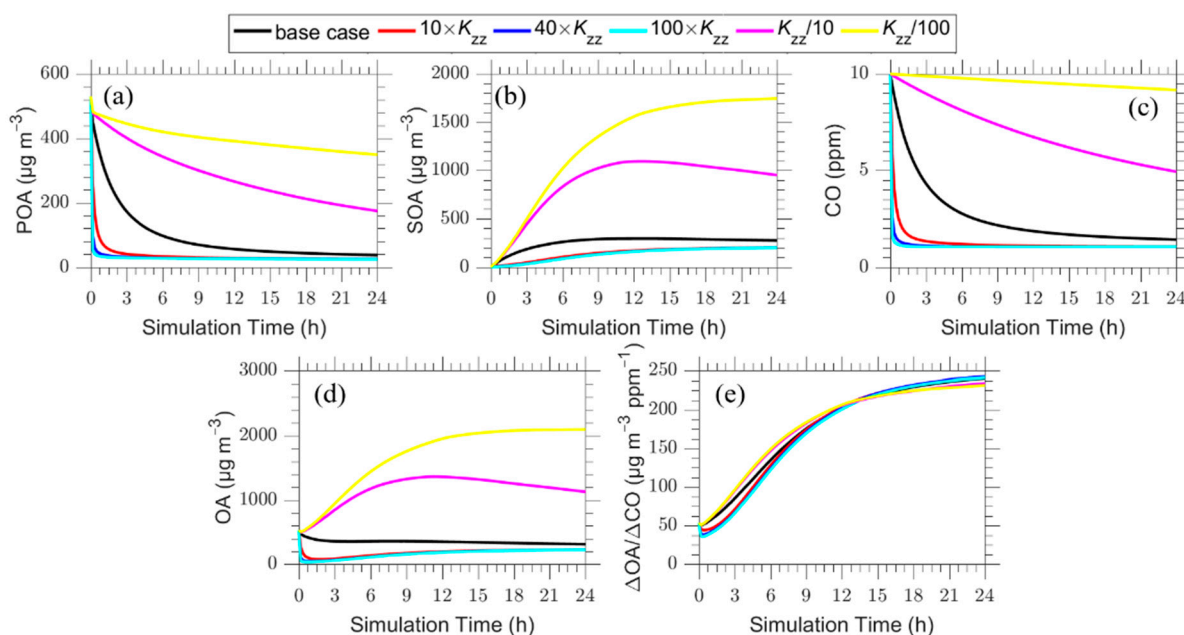 base case 10×Kzz 40×Kzz 100×Kzz Kzz/10 Kzz/100
(a)
POA (µg m⁻³)
600
400
200
0
0 3 6 9 12 15 18 21 24
Simulation Time (h)
(b)
SOA (µg m⁻³)
2000
1500
1000
500
0
0 3 6 9 12 15 18 21 24
Simulation Time (h)
(c)
CO (ppm)
10
5
0
0 3 6 9 12 15 18 21 24
Simulation Time (h)
(d)
OA (µg m⁻³)
3000
2000
1000
0
0 3 6 9 12 15 18 21 24
Simulation Time (h)
(e)
ΔOA/ΔCO (µg m⁻³ ppm⁻¹)
250
200
150
100
50
0
0 3 6 9 12 15 18 21 24
Simulation Time (h)